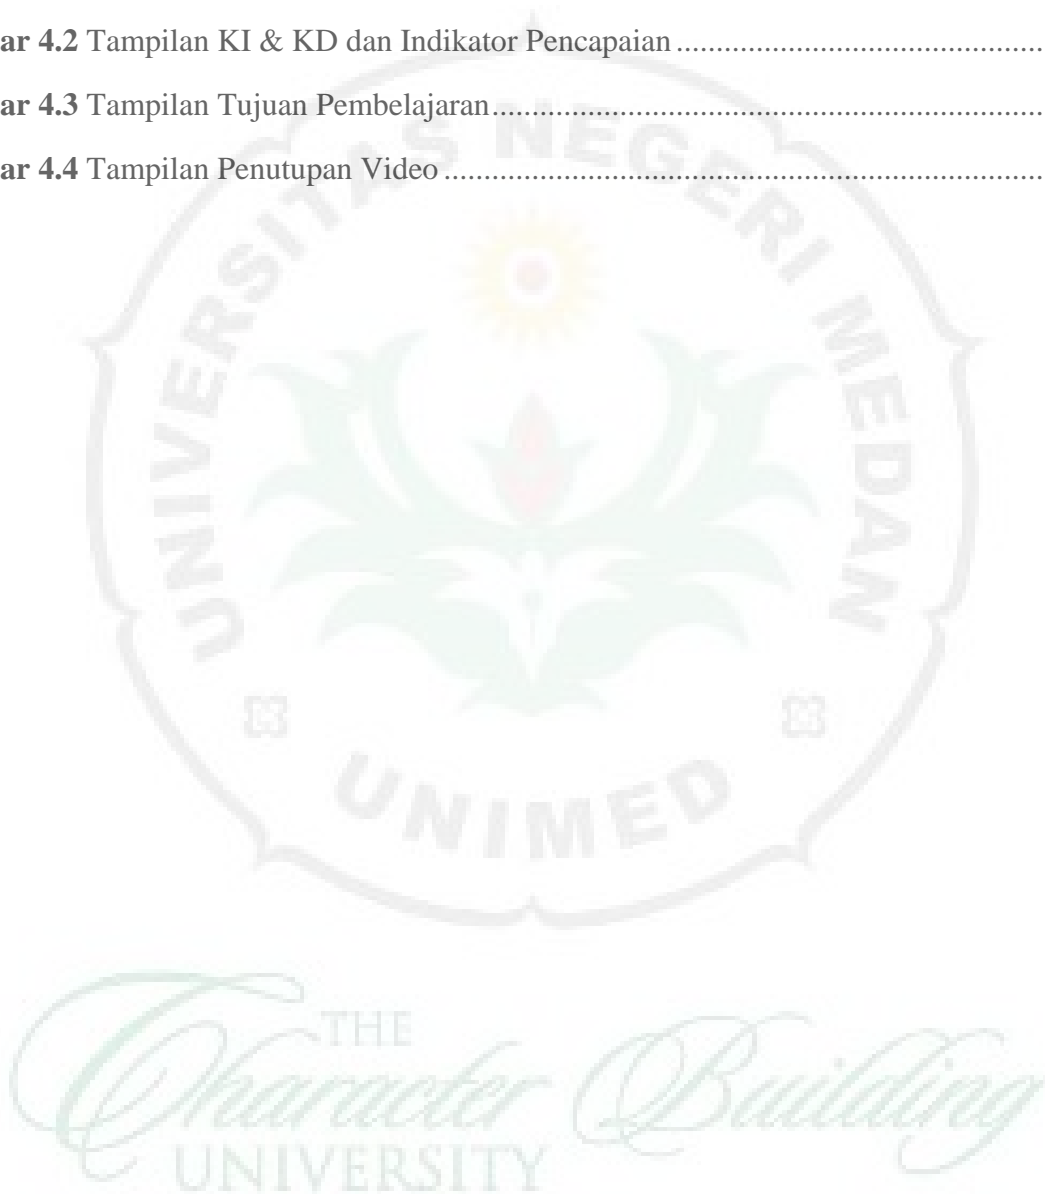 ar 4.2 Tampilan KI & KD dan Indikator Pencapaian ............................................
ar 4.3 Tampilan Tujuan Pembelajaran....................................................................
ar 4.4 Tampilan Penutupan Video ..........................................................................
UNIVERSITAS NEGERI MEDAN
UNIMED
THE
Character Building
UNIVERSITY